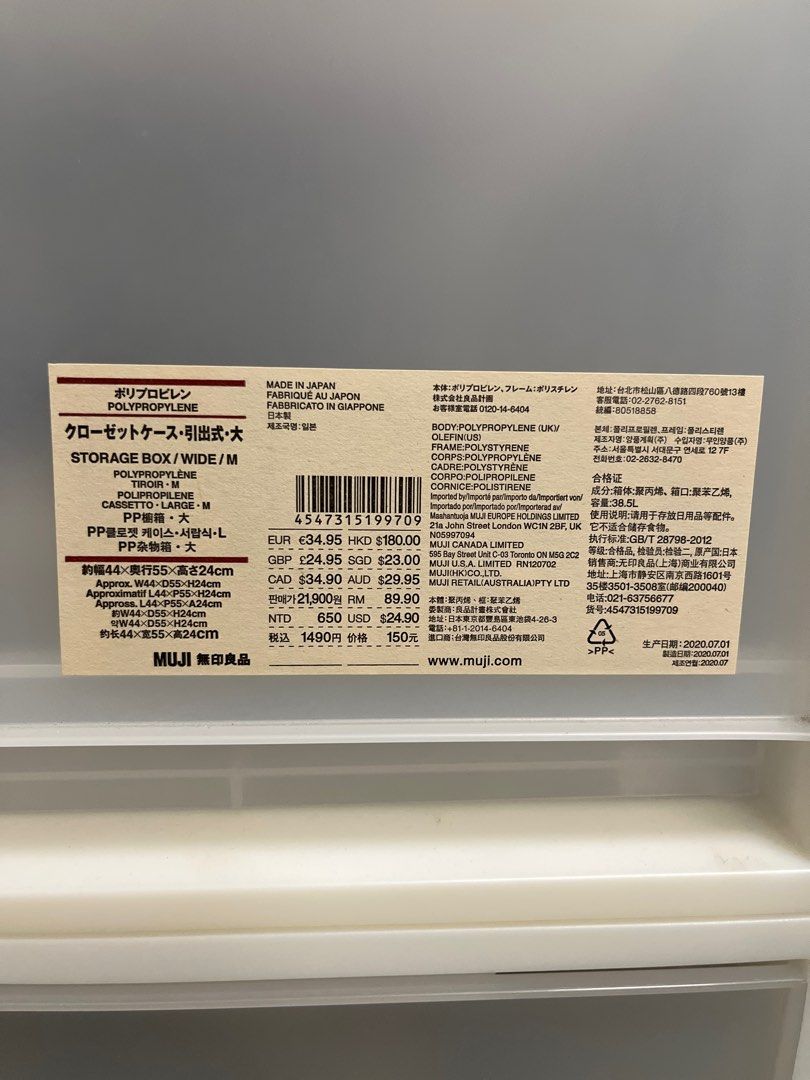 ポリプロピレン
POLYPROPYLENE
クローゼットケース・引出式・大
STORAGE BOX / WIDE / M
POLYPROPYLÈNE
TIROIR・M
POLIPROPILENE
CASSETTO・LARGE・M
PP櫥箱・大
PP클로젯 케이스・서랍식・L
PP杂物箱・大
約幅44×奥行55×高さ24cm
Approx. W44×D55×H24cm
Approximatif L44×P55×H24cm
Appross. L44×P55×A24cm
約W44×D55×H24cm
약W44×D55×H24cm
约长44×宽55×高24cm
MUJI 無印良品
MADE IN JAPAN
FABRIQUÉ AU JAPON
FABBRICATO IN GIAPPONE
日本製
제조국명:일본
4547315199709
EUR €34.95 HKD $180.00
GBP £24.95 SGD $23.00
CAD $34.90 AUD $29.95
판매가 21,900원 RM 89.90
NTD 650 USD $24.90
税込 1490円 价格 150元
本体:ポリプロピレン、フレーム:ポリスチレン
株式会社良品計画
お客様室電話 0120-14-6404
BODY:POLYPROPYLENE (UK)/
OLEFIN(US)
FRAME:POLYSTYRENE
CORPS:POLYPROPYLÈNE
CADRE:POLYSTYRÈNE
CORPO:POLIPROPILENE
CORNICE:POLISTIRENE
Imported by/Importé par/Importo da/Importiert von/
Importado por/Importado por/Importerad av/
Maahantuoja MUJI EUROPE HOLDINGS LIMITED
21a John Street London WC1N 2BF, UK
N05997094
MUJI CANADA LIMITED
595 Bay Street Unit C-03 Toronto ON M5G 2C2
MUJI U.S.A. LIMITED RN120702
MUJI(HK)CO.,LTD.
MUJI RETAIL(AUSTRALIA)PTY LTD
本體:聚丙烯、框:聚苯乙烯
委製商:良品計畫株式會社
地址:日本東京都豐島區東池袋4-26-3
電話:+81-1-2014-6404
進口商:台灣無印良品股份有限公司
www.muji.com
地址:台北市松山區八德路四段760號13樓
客服電話:02-2762-8151
統編:80518858
본체:폴리프로필렌、프레임:폴리스티렌
제조자명:양품계획(주) 수입자명:무인양품(주)
주소:서울특별시 서대문구 연세로 12 7F
전화번호:02-2632-8470
合格证
成分:箱体:聚丙烯、箱口:聚苯乙烯,
容量:38.5L
使用说明:请用于存放日用品等配件。
它不适合储存食物。
执行标准:GB/T 28798-2012
等级:合格品, 检验员:检验二, 原产国:日本
销售商:无印良品(上海)商业有限公司
地址:上海市静安区南京西路1601号
35楼3501-3508室(邮编200040)
电话:021-63756677
货号:4547315199709
05
>PP<
生产日期:2020.07.01
製造日期:2020.07.01
제조연월:2020.07